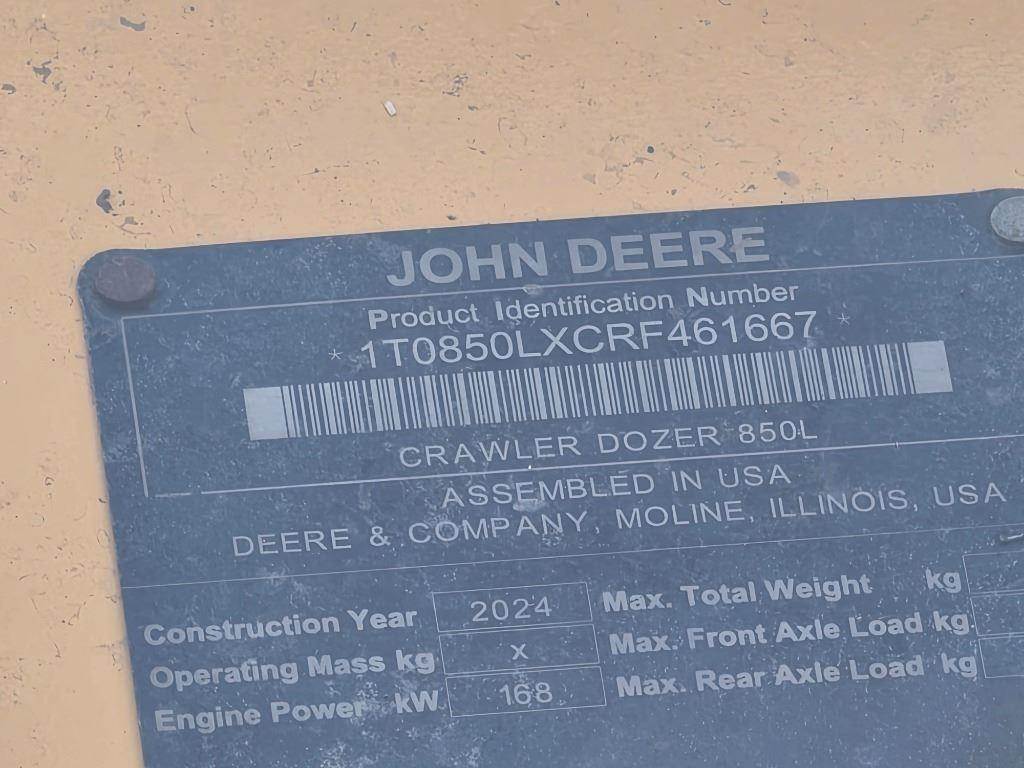 JOHN DEERE
Product Identification Number
* 1T0850LXCRF461667 *
CRAWLER DOZER 850L
ASSEMBLED IN USA
DEERE & COMPANY, MOLINE, ILLINOIS, USA
Construction Year 2024 Max. Total Weight kg
Operating Mass kg x Max. Front Axle Load kg
Engine Power kW 168 Max. Rear Axle Load kg